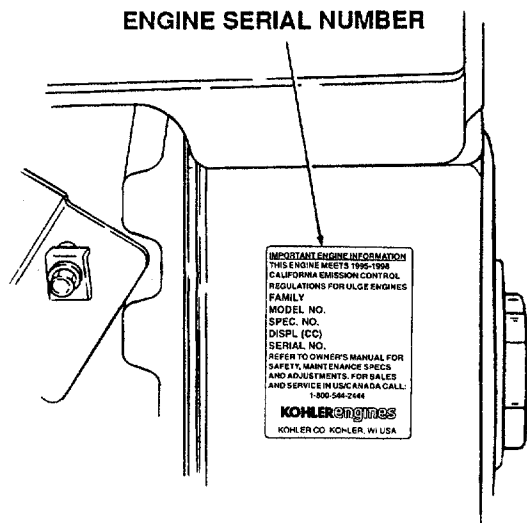 ENGINE SERIAL NUMBER
IMPORTANT ENGINE INFORMATION
THIS ENGINE MEETS 1995-1998
CALIFORNIA EMISSION CONTROL
REGULATIONS FOR ULGE ENGINES
FAMILY
MODEL NO.
SPEC. NO.
DISPL (CC)
SERIAL NO.
REFER TO OWNER'S MANUAL FOR
SAFETY, MAINTENANCE SPECS
AND ADJUSTMENTS. FOR SALES
AND SERVICE IN US/CANADA CALL:
1-800-544-2444
KOHLERengines
KOHLER CO. KOHLER, WI USA